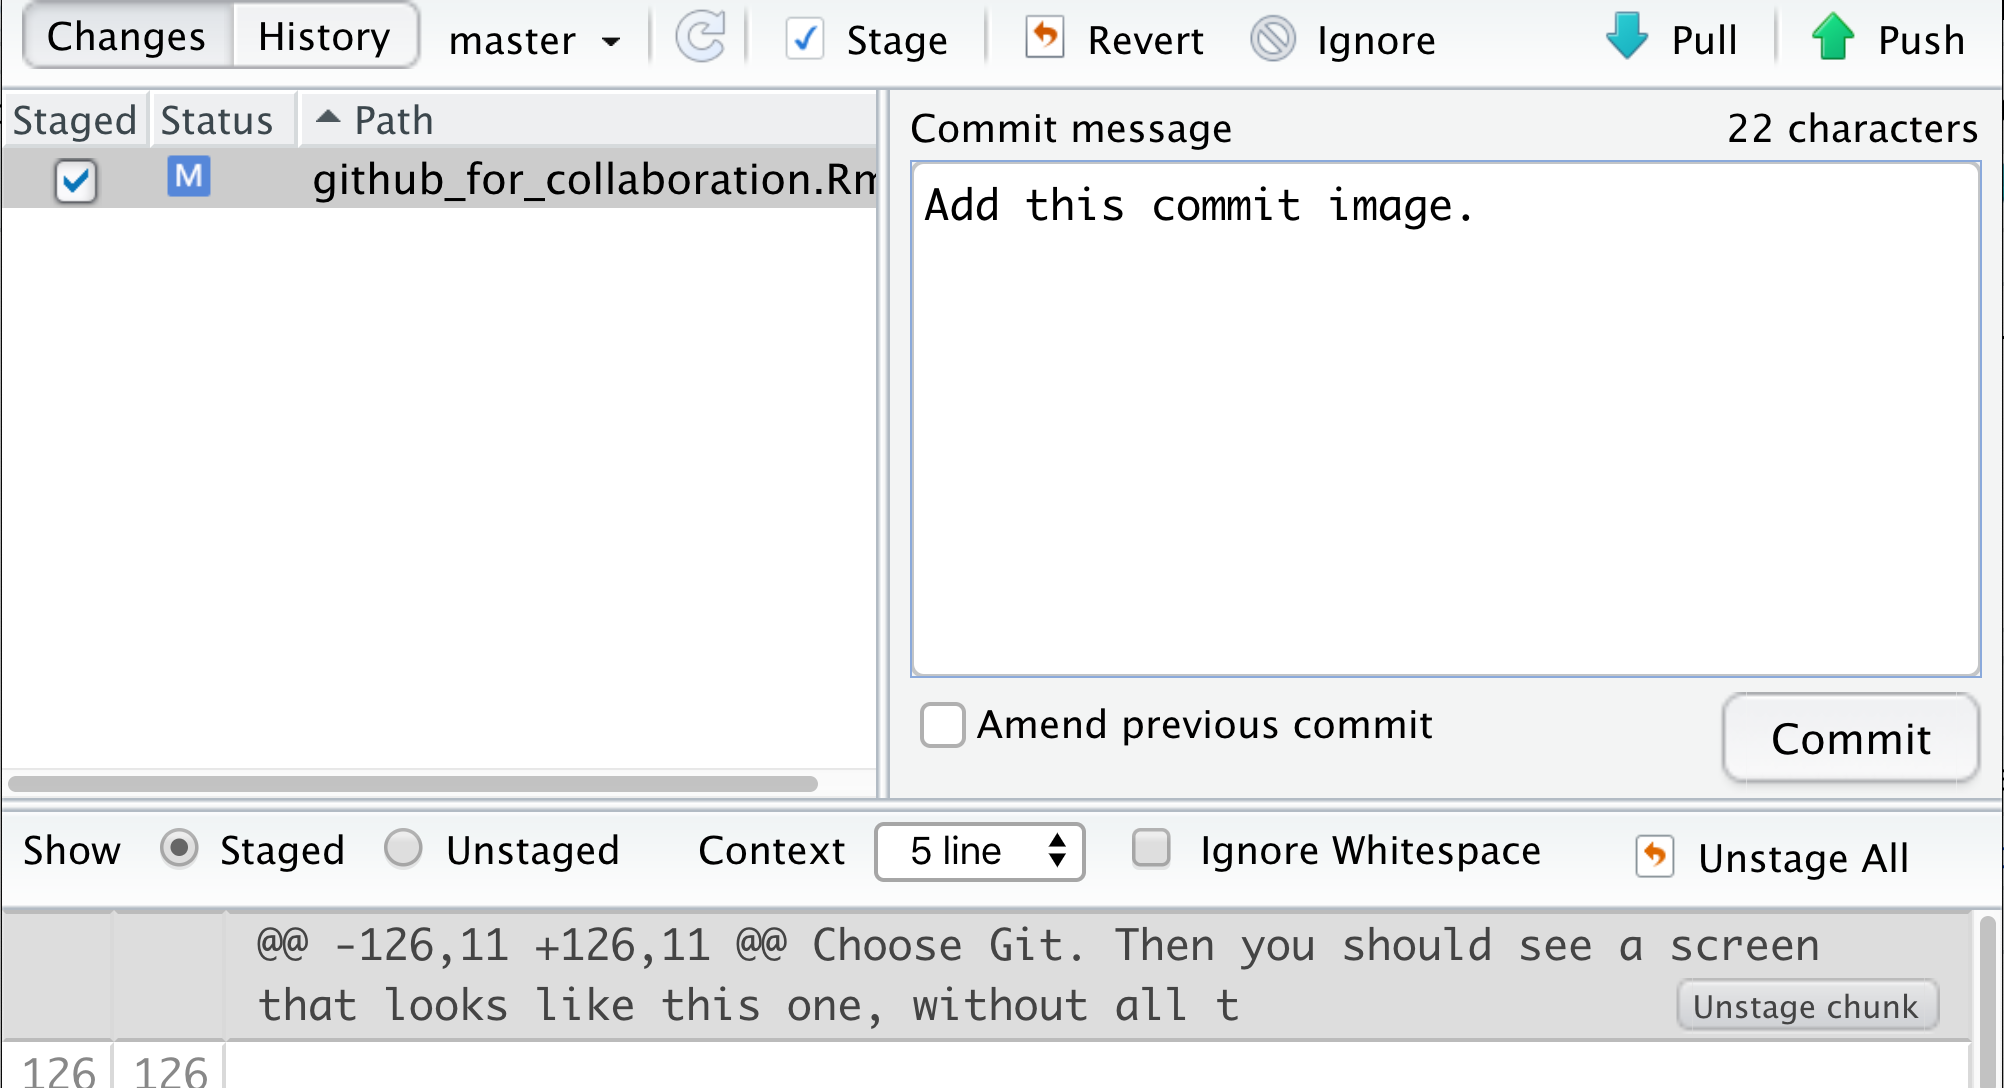 Changes History master Stage Revert Ignore Pull Push
Staged Status Path
M github_for_collaboration.Rm
Commit message 22 characters
Add this commit image.
Amend previous commit Commit
Show Staged Unstaged Context 5 line Ignore Whitespace Unstage All
@@ -126,11 +126,11 @@ Choose Git. Then you should see a screen
that looks like this one, without all t Unstage chunk
126 126